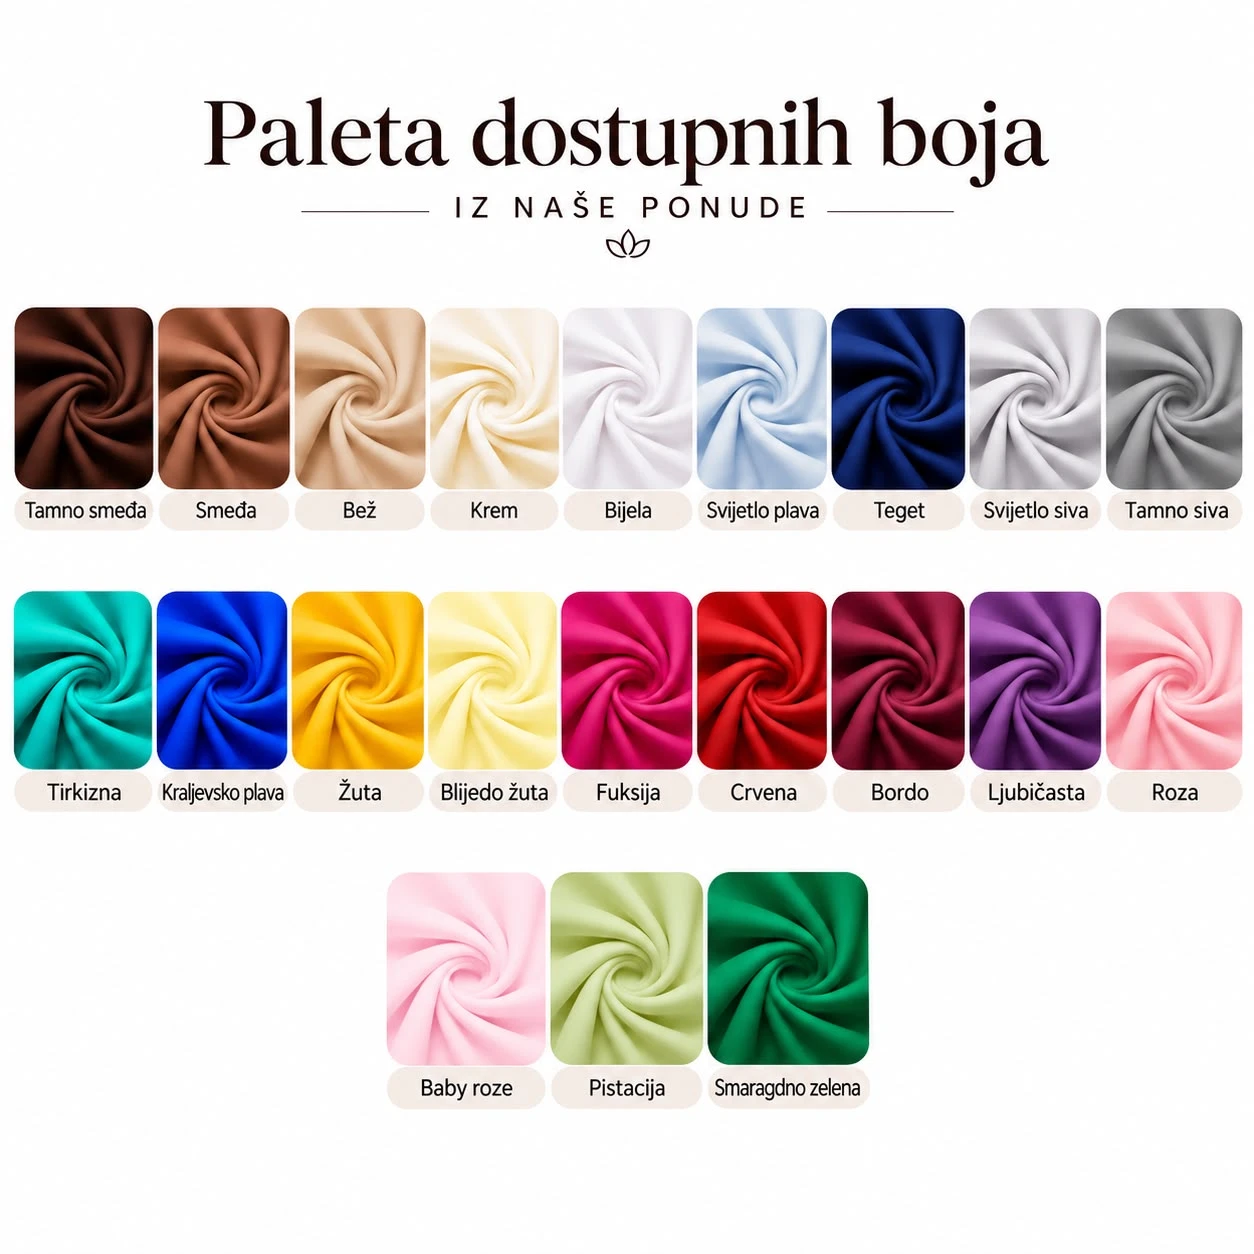 Paleta dostupnih boja
IZ NAŠE PONUDE
Tamno smeđa
Smeđa
Bež
Krem
Bijela
Svijetlo plava
Teget
Svijetlo siva
Tamno siva
Tirkizna
Kraljevsko plava
Žuta
Blijedo žuta
Fuksija
Crvena
Bordo
Ljubičasta
Roza
Baby roze
Pistacija
Smaragdno zelena